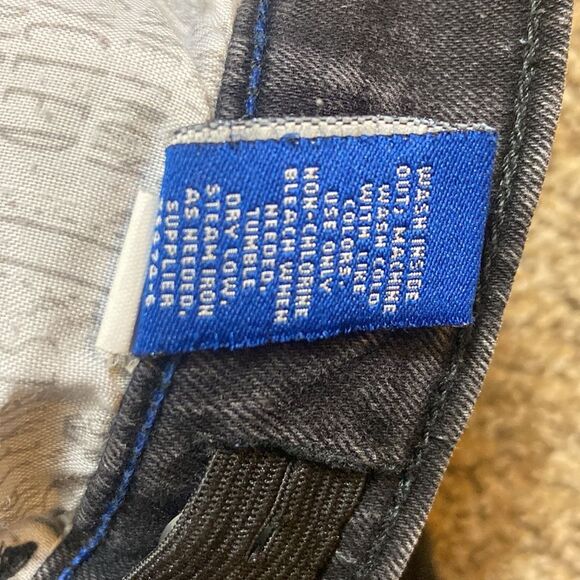 WASH INSIDE
OUT; MACHINE
WASH COLD
WITH LIKE
COLORS;
USE ONLY
NON-CHLORINE
BLEACH WHEN
NEEDED.
TUMBLE
DRY LOW.
STEAM IRON
AS NEEDED.
SUPPLIER